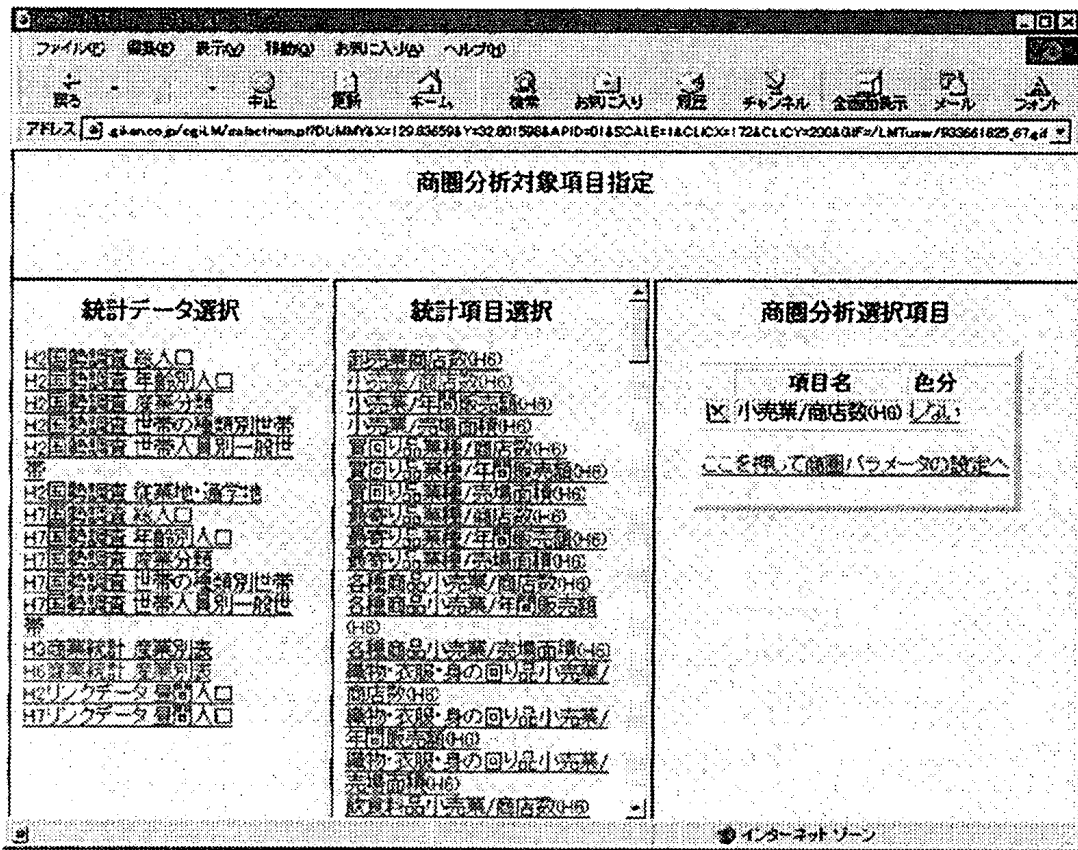 ファイル(F) 編集(E) 表示(V) 移動(G) お気に入り(A) ヘルプ(H)
戻る 中止 更新 ホーム 検索 お気に入り 履歴 チャンネル 全画面表示 メール フォント
アドレス .giken.co.jp/cgiLM/selectnam.pl?DUMMY&X=129.83659&Y=32.801598&APID=01&SCALE=1&CLICX=172&CLICY=200&GIF=/LMTuser/933661825_67.gif
商圏分析対象項目指定
統計データ選択
H2国勢調査 総人口
H2国勢調査 年齢別人口
H2国勢調査 産業分類
H2国勢調査 世帯の種類別世帯
H2国勢調査 世帯人員別一般世
帯
H2国勢調査 従業地・通学地
H7国勢調査 総人口
H7国勢調査 年齢別人口
H7国勢調査 産業分類
H7国勢調査 世帯の種類別世帯
H7国勢調査 世帯人員別一般世
帯
H3商業統計 産業別表
H6商業統計 産業別表
H2リンクデータ 昼間人口
H7リンクデータ 昼間人口
統計項目選択
卸売業商店数(H6)
小売業/商店数(H6)
小売業/年間販売額(H6)
小売業/売場面積(H6)
買回り品業種/商店数(H6)
買回り品業種/年間販売額(H6)
買回り品業種/売場面積(H6)
最寄り品業種/商店数(H6)
最寄り品業種/年間販売額(H6)
最寄り品業種/売場面積(H6)
各種商品小売業/商店数(H6)
各種商品小売業/年間販売額
(H6)
各種商品小売業/売場面積(H6)
織物・衣服・身の回り品小売業/
商店数(H6)
織物・衣服・身の回り品小売業/
年間販売額(H6)
織物・衣服・身の回り品小売業/
売場面積(H6)
飲食料品小売業/商店数(H6)
商圏分析選択項目
項目名 色分
小売業/商店数(H6) しない
ここを押して商圏パラメータの設定へ
インターネット ゾーン